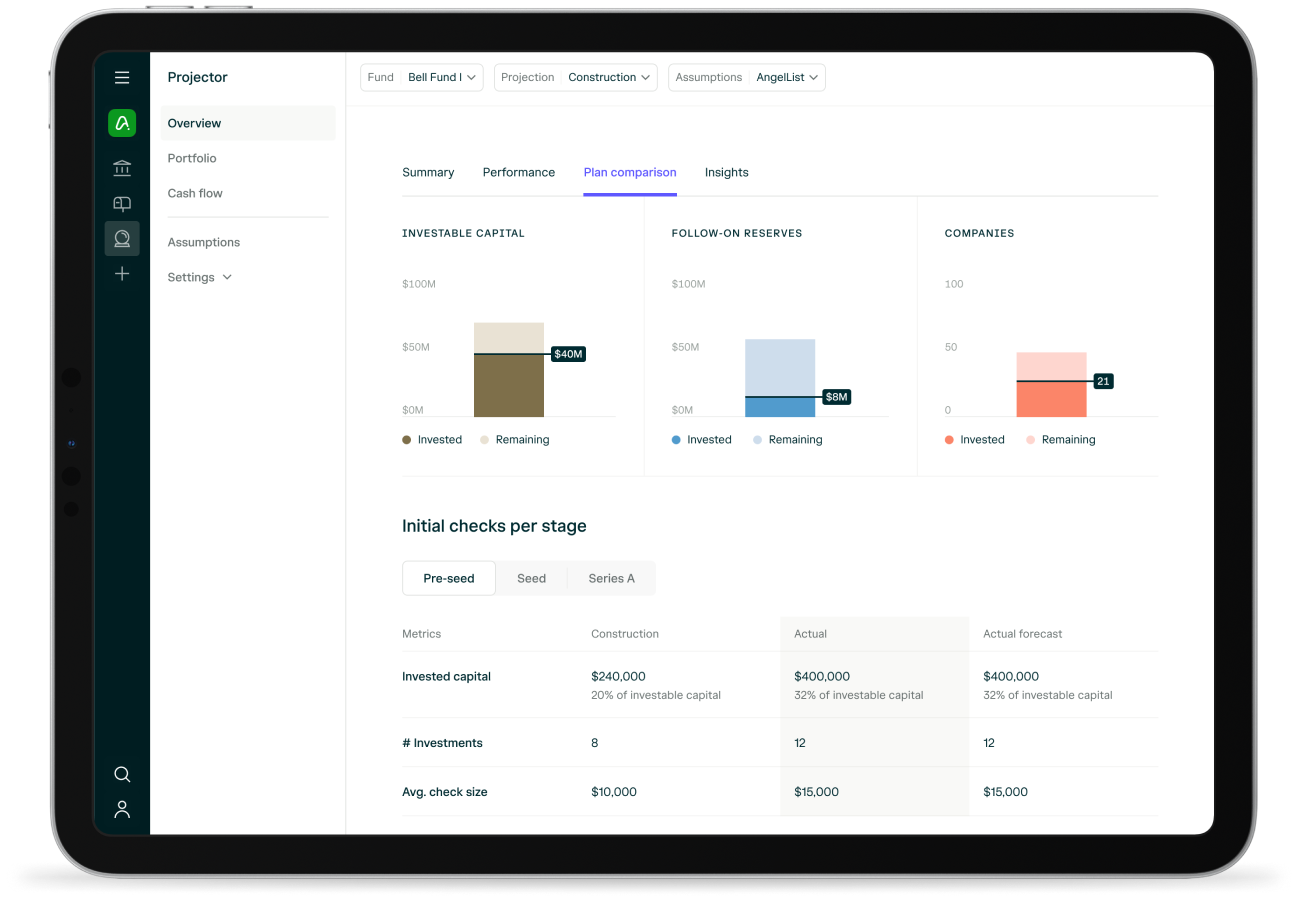 Projector
Overview
Portfolio
Cash flow
Assumptions
Settings
Fund Bell Fund I
Projection Construction
Assumptions AngelList
Summary Performance Plan comparison Insights
INVESTABLE CAPITAL
$100M
$50M
$40M
$0M
Invested Remaining
FOLLOW-ON RESERVES
$100M
$50M
$8M
$0M
Invested Remaining
COMPANIES
100
50
21
0
Invested Remaining
Initial checks per stage
Pre-seed Seed Series A
Metrics Construction Actual Actual forecast
Invested capital $240,000 $400,000 $400,000
20% of investable capital 32% of investable capital 32% of investable capital
# Investments 8 12 12
Avg. check size $10,000 $15,000 $15,000